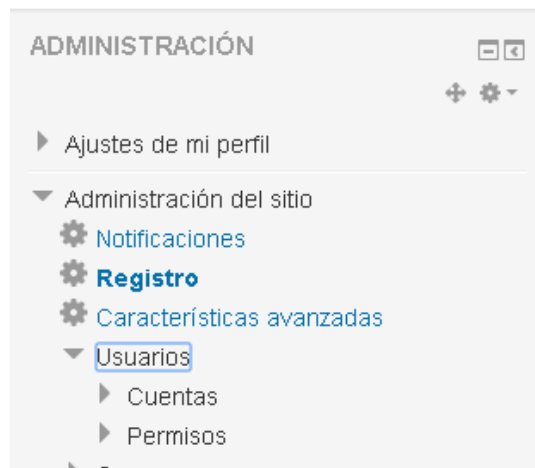 ADMINISTRACIÓN
Ajustes de mi perfil
Administración del sitio
Notificaciones
Registro
Características avanzadas
Usuarios
Cuentas
Permisos